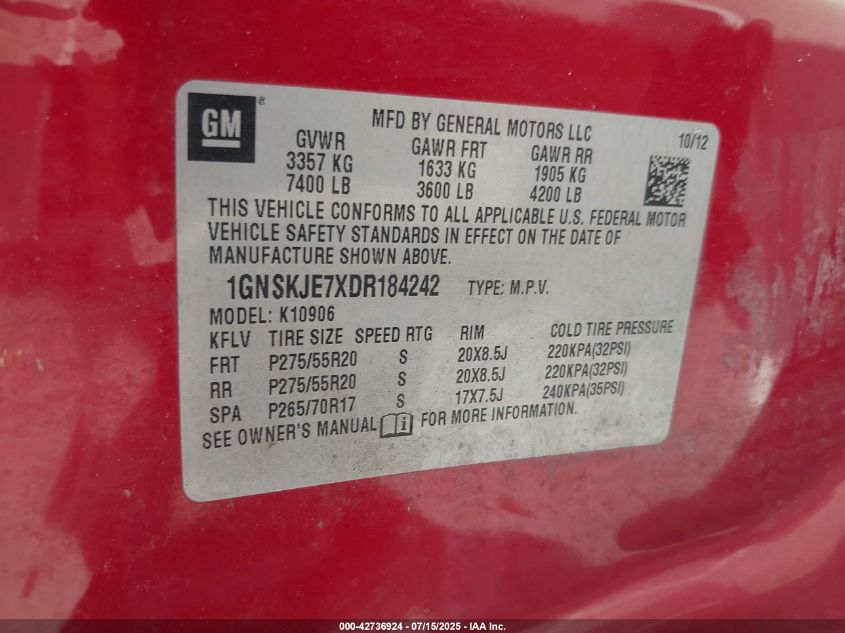 GM ®
MFD BY GENERAL MOTORS LLC 10/12
GVWR GAWR FRT GAWR RR
3357 KG 1633 KG 1905 KG
7400 LB 3600 LB 4200 LB
THIS VEHICLE CONFORMS TO ALL APPLICABLE U.S. FEDERAL MOTOR
VEHICLE SAFETY STANDARDS IN EFFECT ON THE DATE OF
MANUFACTURE SHOWN ABOVE.
1GNSKJE7XDR184242 TYPE: M.P.V.
MODEL: K10906
KFLV TIRE SIZE SPEED RTG RIM COLD TIRE PRESSURE
FRT P275/55R20 S 20X8.5J 220KPA(32PSI)
RR P275/55R20 S 20X8.5J 220KPA(32PSI)
SPA P265/70R17 S 17X7.5J 240KPA(35PSI)
SEE OWNER'S MANUAL i FOR MORE INFORMATION.
000-42736924 - 07/15/2025 - IAA Inc.